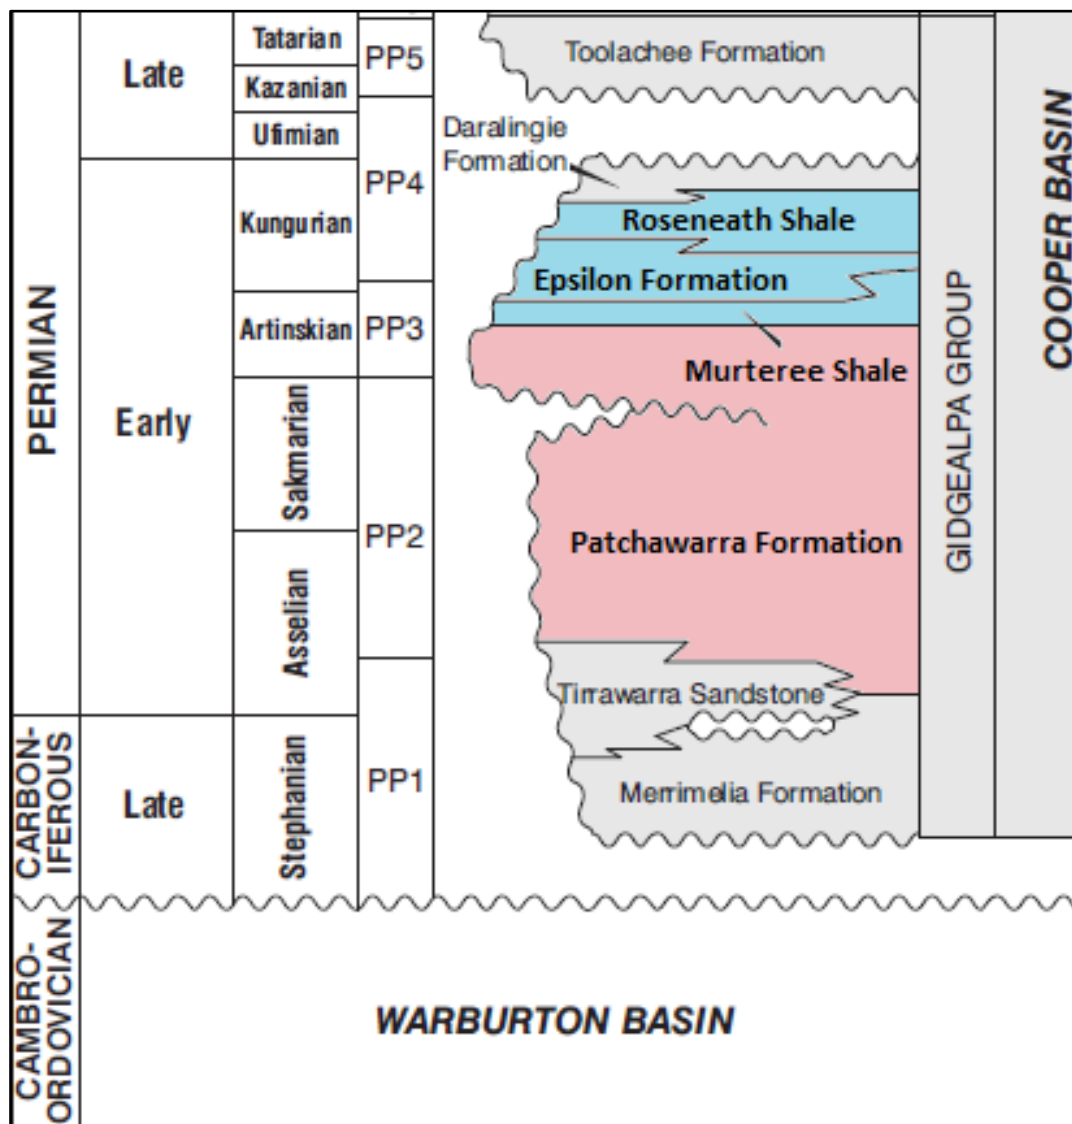 PERMIAN
CARBON-
IFEROUS
CAMBRO-
ORDOVICIAN
Late
Early
Late
Tatarian
Kazanian
Ufimian
Kungurian
Artinskian
Sakmarian
Asselian
Stephanian
PP5
PP4
PP3
PP2
PP1
Toolachee Formation
Daralingie
Formation
Roseneath Shale
Epsilon Formation
Murteree Shale
Patchawarra Formation
Tirrawarra Sandstone
Merrimelia Formation
GIDGEALPA GROUP
COOPER BASIN
WARBURTON BASIN